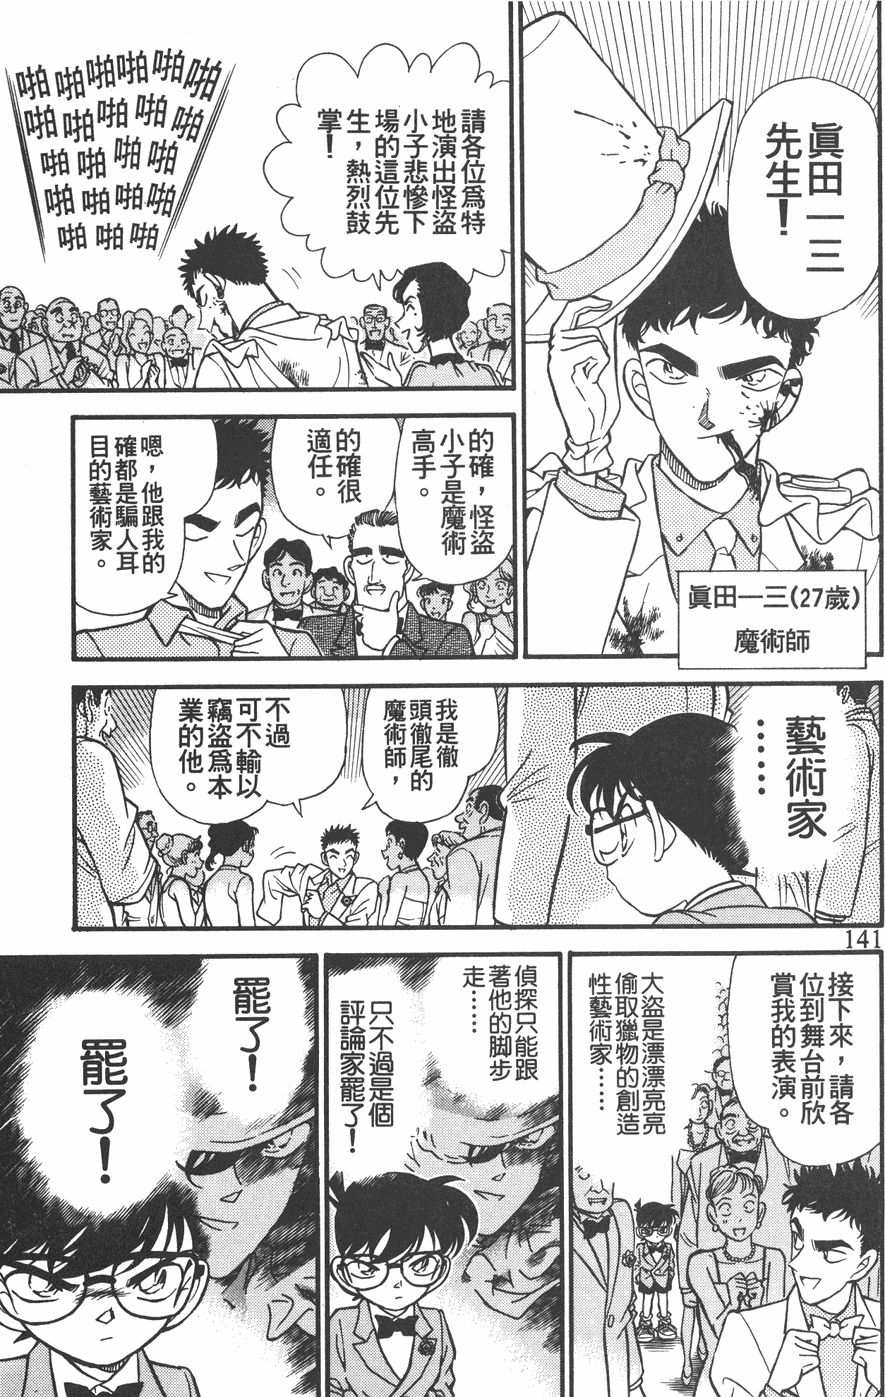 眞田一三
先生！
眞田一三(27歲)
魔術師
請各位爲特
地演出怪盜
小子悲慘下
場的這位先
生，熱烈鼓
掌！
啪啪啪啪啪啪
啪啪啪啪啪
啪啪啪啪
啪啪啪啪啪
啪啪啪
的確，怪盜
小子是魔術
高手。
的確很
適任。
嗯，他跟我的
確都是騙人耳
目的藝術家。
藝術家
……
我是徹
頭徹尾的
魔術師，
不過
可不輸以
竊盜爲本
業的他。
141
接下來，請各
位到舞台前欣
賞我的表演。
大盜是漂漂亮亮
偷取獵物的創造
性藝術家……
偵探只能跟
著他的脚步
走……
只不過是個
評論家罷了！
罷了！
罷了！